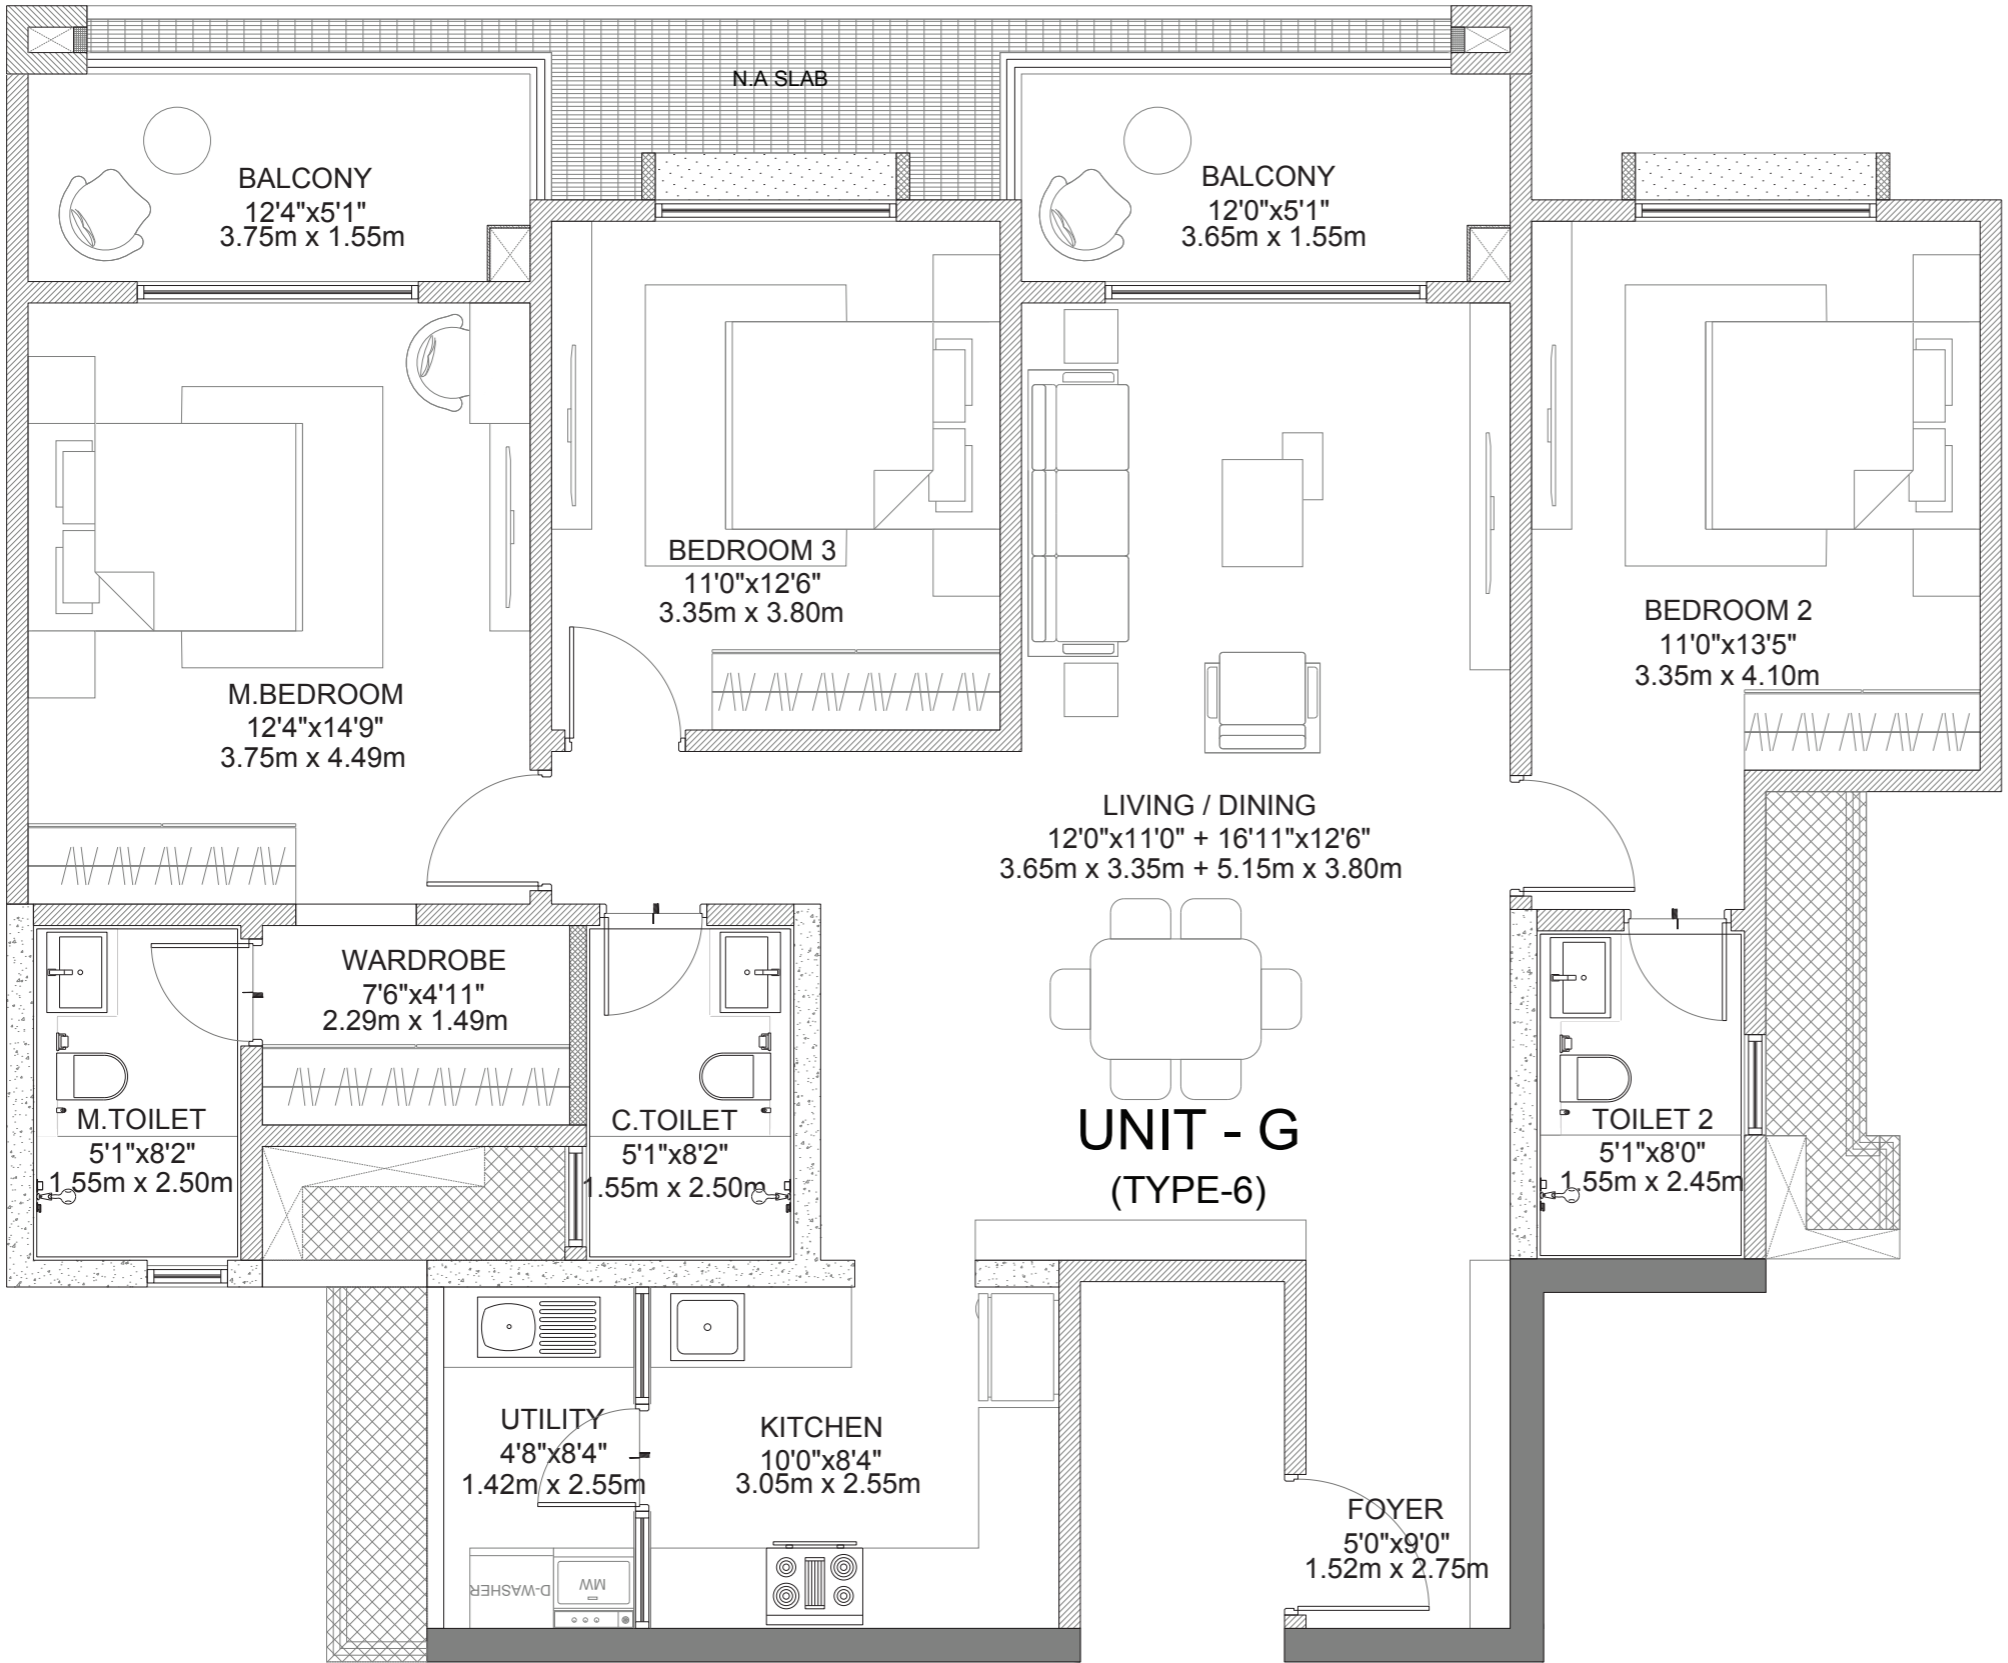 N.A SLAB
BALCONY
12'4"x5'1"
3.75m x 1.55m
BALCONY
12'0"x5'1"
3.65m x 1.55m
BEDROOM 3
11'0"x12'6"
3.35m x 3.80m
BEDROOM 2
11'0"x13'5"
3.35m x 4.10m
M.BEDROOM
12'4"x14'9"
3.75m x 4.49m
LIVING / DINING
12'0"x11'0" + 16'11"x12'6"
3.65m x 3.35m + 5.15m x 3.80m
WARDROBE
7'6"x4'11"
2.29m x 1.49m
M.TOILET
5'1"x8'2"
1.55m x 2.50m
C.TOILET
5'1"x8'2"
1.55m x 2.50m
UNIT - G
(TYPE-6)
TOILET 2
5'1"x8'0"
1.55m x 2.45m
UTILITY
4'8"x8'4"
1.42m x 2.55m
KITCHEN
10'0"x8'4"
3.05m x 2.55m
FOYER
5'0"x9'0"
1.52m x 2.75m
D-WASHER
MW